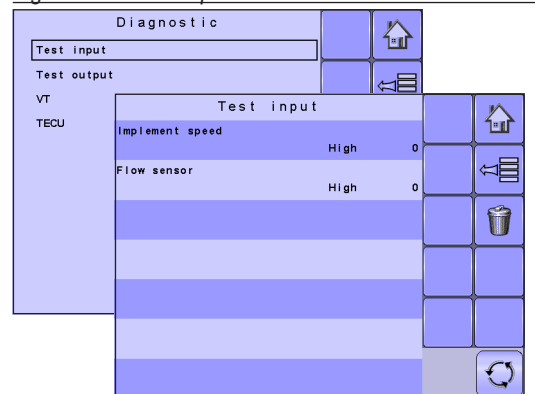 Diagnostic
Test input
Test output
VT
TECU
Test input
Implement speed
High 0
Flow sensor
High 0